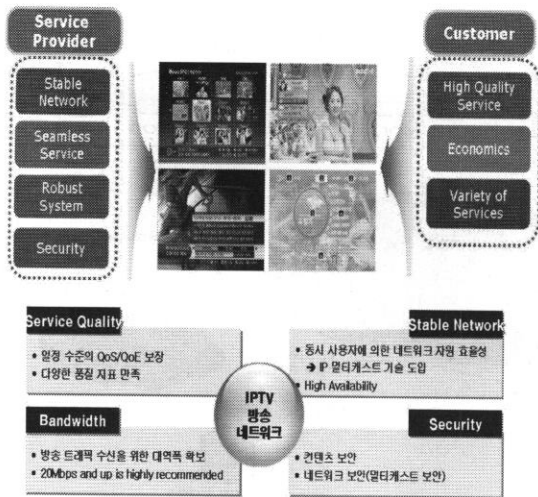 Service
Provider
Stable
Network
Seamless
Service
Robust
System
Security
Customer
High Quality
Service
Economics
Variety of
Services
Service Quality
• 일정 수준의 QoS/QoE 보장
• 다양한 품질 지표 만족
Stable Network
• 동시 사용자에 의한 네트워크 자원 효율성
➔ IP 멀티캐스트 기술 도입
• High Availability
IPTV
방송
네트워크
Bandwidth
• 방송 트래픽 수신을 위한 대역폭 확보
• 20Mbps and up is highly recommended
Security
• 컨텐츠 보안
• 네트워크 보안(멀티캐스트 보안)